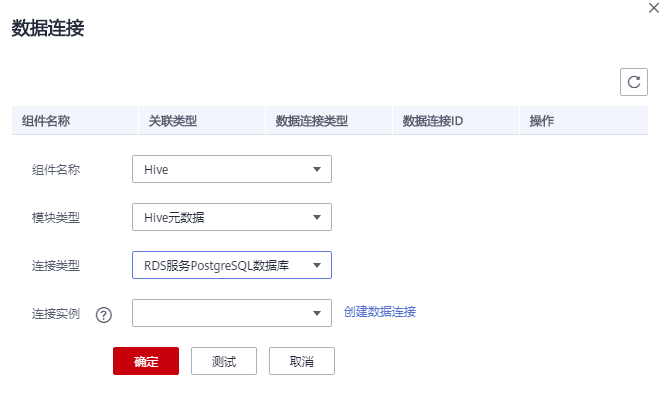 数据连接
组件名称 关联类型 数据连接类型 数据连接ID 操作
组件名称 Hive
模块类型 Hive元数据
连接类型 RDS服务PostgreSQL数据库
连接实例 ? 创建数据连接
确定 测试 取消